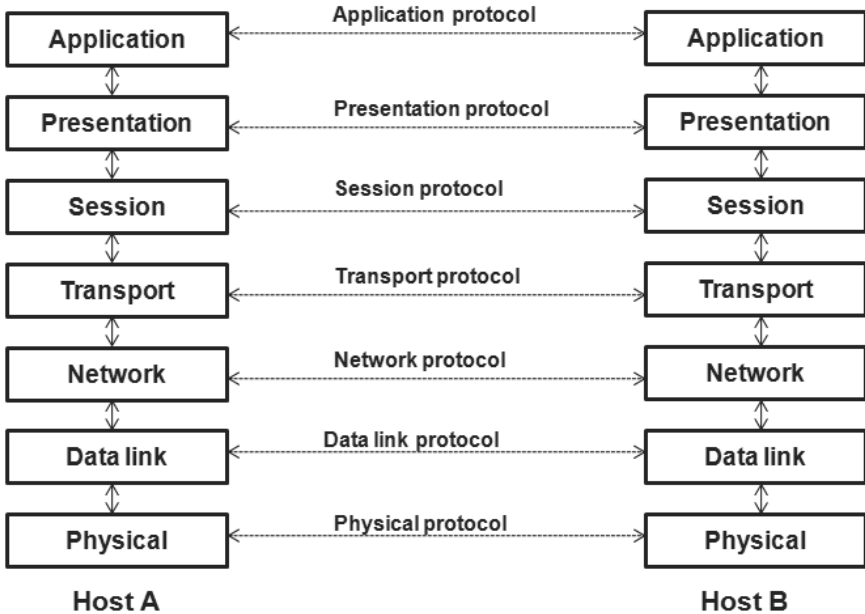 Application protocol
Application
Application
Presentation protocol
Presentation
Presentation
Session protocol
Session
Session
Transport protocol
Transport
Transport
Network protocol
Network
Network
Data link protocol
Data link
Data link
Physical protocol
Physical
Physical
Host A
Host B